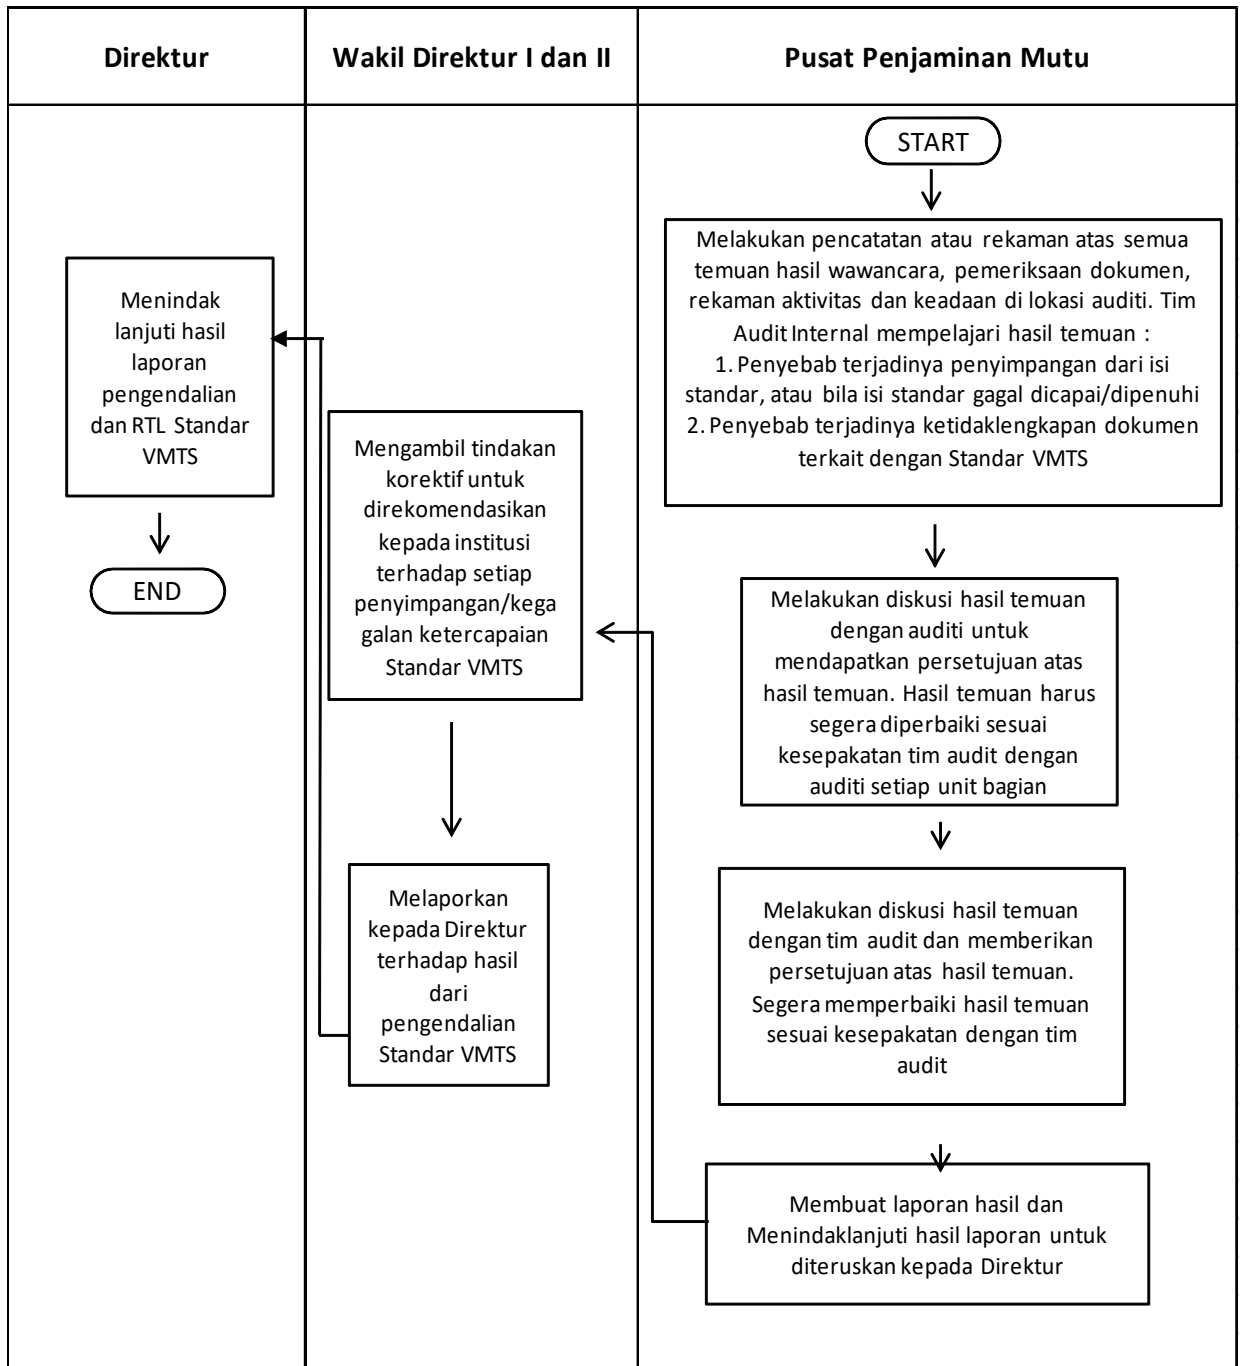 Direktur
Wakil Direktur I dan II
Pusat Penjaminan Mutu
START
Melakukan pencatatan atau rekaman atas semua
temuan hasil wawancara, pemeriksaan dokumen,
rekaman aktivitas dan keadaan di lokasi auditi. Tim
Audit Internal mempelajari hasil temuan :
1. Penyebab terjadinya penyimpangan dari isi
standar, atau bila isi standar gagal dicapai/dipenuhi
2. Penyebab terjadinya ketidaklengkapan dokumen
terkait dengan Standar VMTS
Melakukan diskusi hasil temuan
dengan auditi untuk
mendapatkan persetujuan atas
hasil temuan. Hasil temuan harus
segera diperbaiki sesuai
kesepakatan tim audit dengan
auditi setiap unit bagian
Melakukan diskusi hasil temuan
dengan tim audit dan memberikan
persetujuan atas hasil temuan.
Segera memperbaiki hasil temuan
sesuai kesepakatan dengan tim
audit
Membuat laporan hasil dan
Menindaklanjuti hasil laporan untuk
diteruskan kepada Direktur
Mengambil tindakan
korektif untuk
direkomendasikan
kepada institusi
terhadap setiap
penyimpangan/kega
galan ketercapaian
Standar VMTS
Melaporkan
kepada Direktur
terhadap hasil
dari
pengendalian
Standar VMTS
Menindak
lanjuti hasil
laporan
pengendalian
dan RTL Standar
VMTS
END